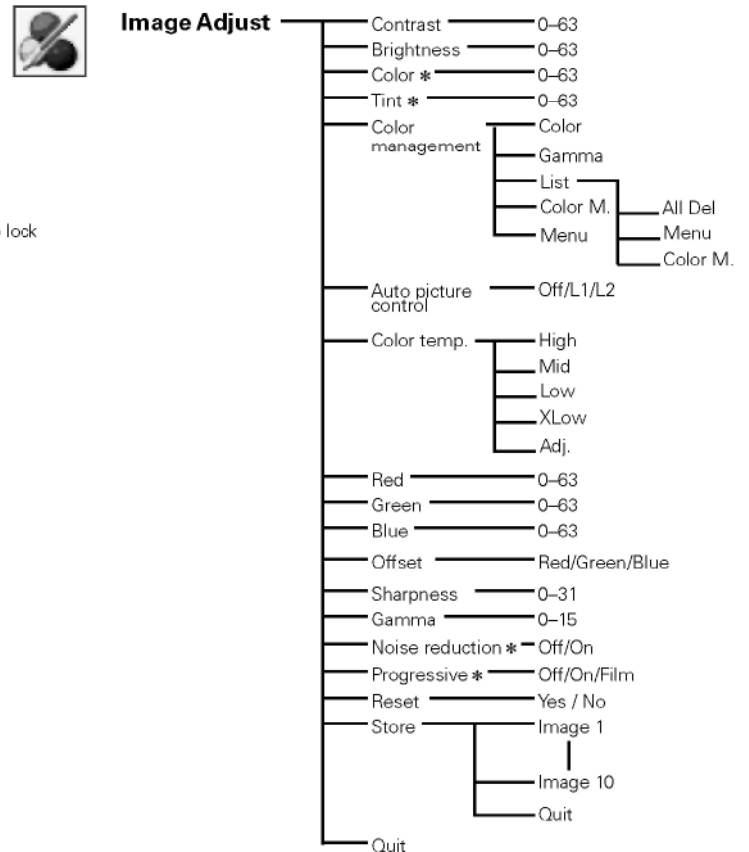 Image Adjust
Contrast 0–63
Brightness 0–63
Color * 0–63
Tint * 0–63
Color management Color
Gamma
List
Color M.
Menu
All Del
Menu
Color M.
lock
Auto picture control Off/L1/L2
Color temp. High
Mid
Low
XLow
Adj.
Red 0–63
Green 0–63
Blue 0–63
Offset Red/Green/Blue
Sharpness 0–31
Gamma 0–15
Noise reduction * Off/On
Progressive * Off/On/Film
Reset Yes / No
Store Image 1
Image 10
Quit
Quit